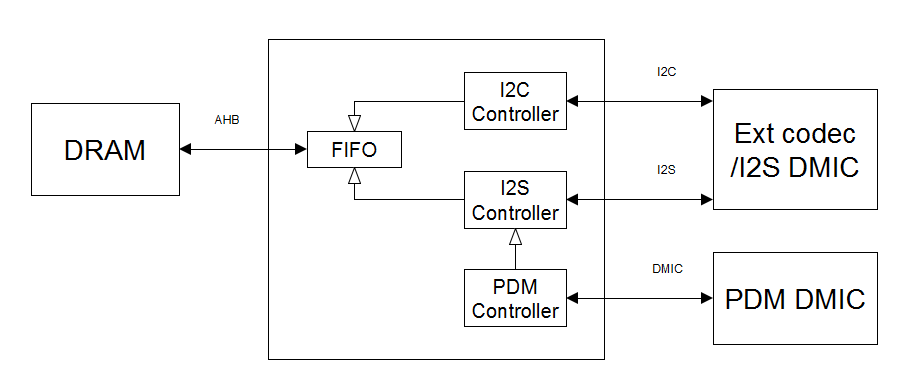 I2C
I2C
Controller
AHB
DRAM
FIFO
Ext codec
/I2S DMIC
I2S
I2S
Controller
DMIC
PDM
Controller
PDM DMIC